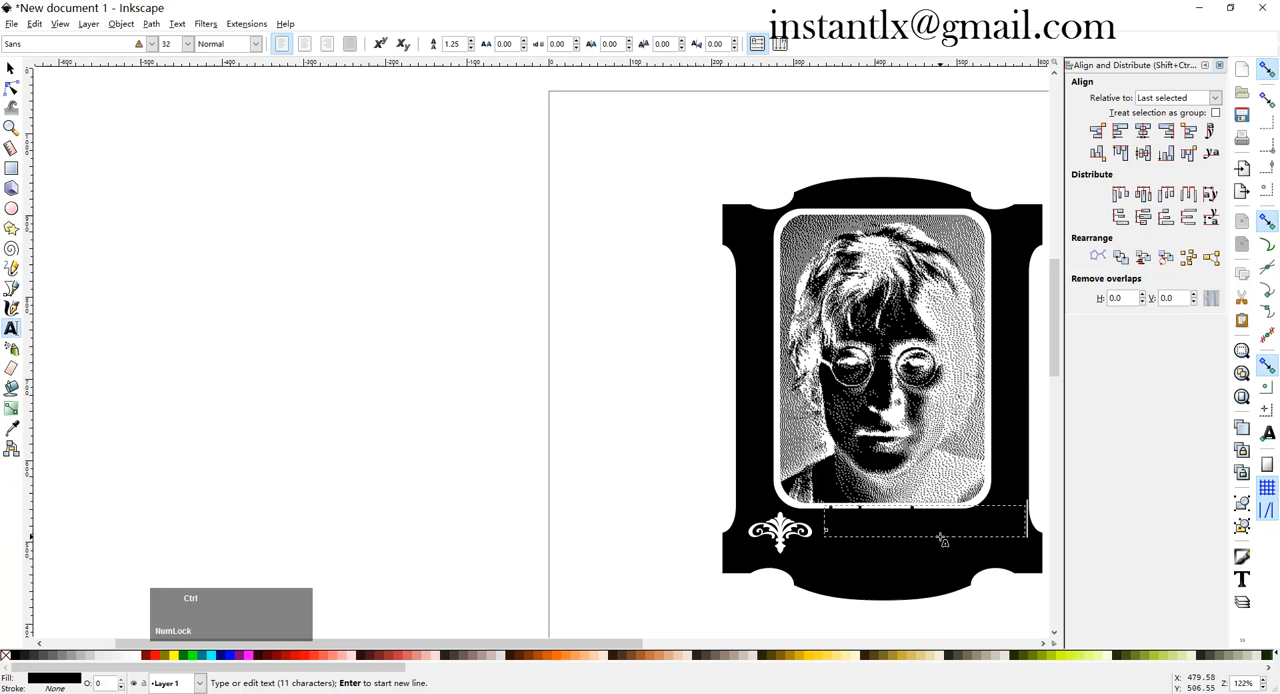 *New document 1 - Inkscape
instantlx@gmail.com
File Edit View Layer Object Path Text Filters Extensions Help
Sans 32 Normal 1.25 0.00 0.00 0.00 0.00 0.00
Align and Distribute (Shift+Ctr...
Align
Relative to: Last selected
Treat selection as group:
Distribute
Rearrange
Remove overlaps
H: 0.0 V: 0.0
Ctrl
NumLock
Fill:
Stroke: None
O: 0
Layer 1
Type or edit text (11 characters); Enter to start new line.
X: 479.58
Y: 506.55
Z: 122%